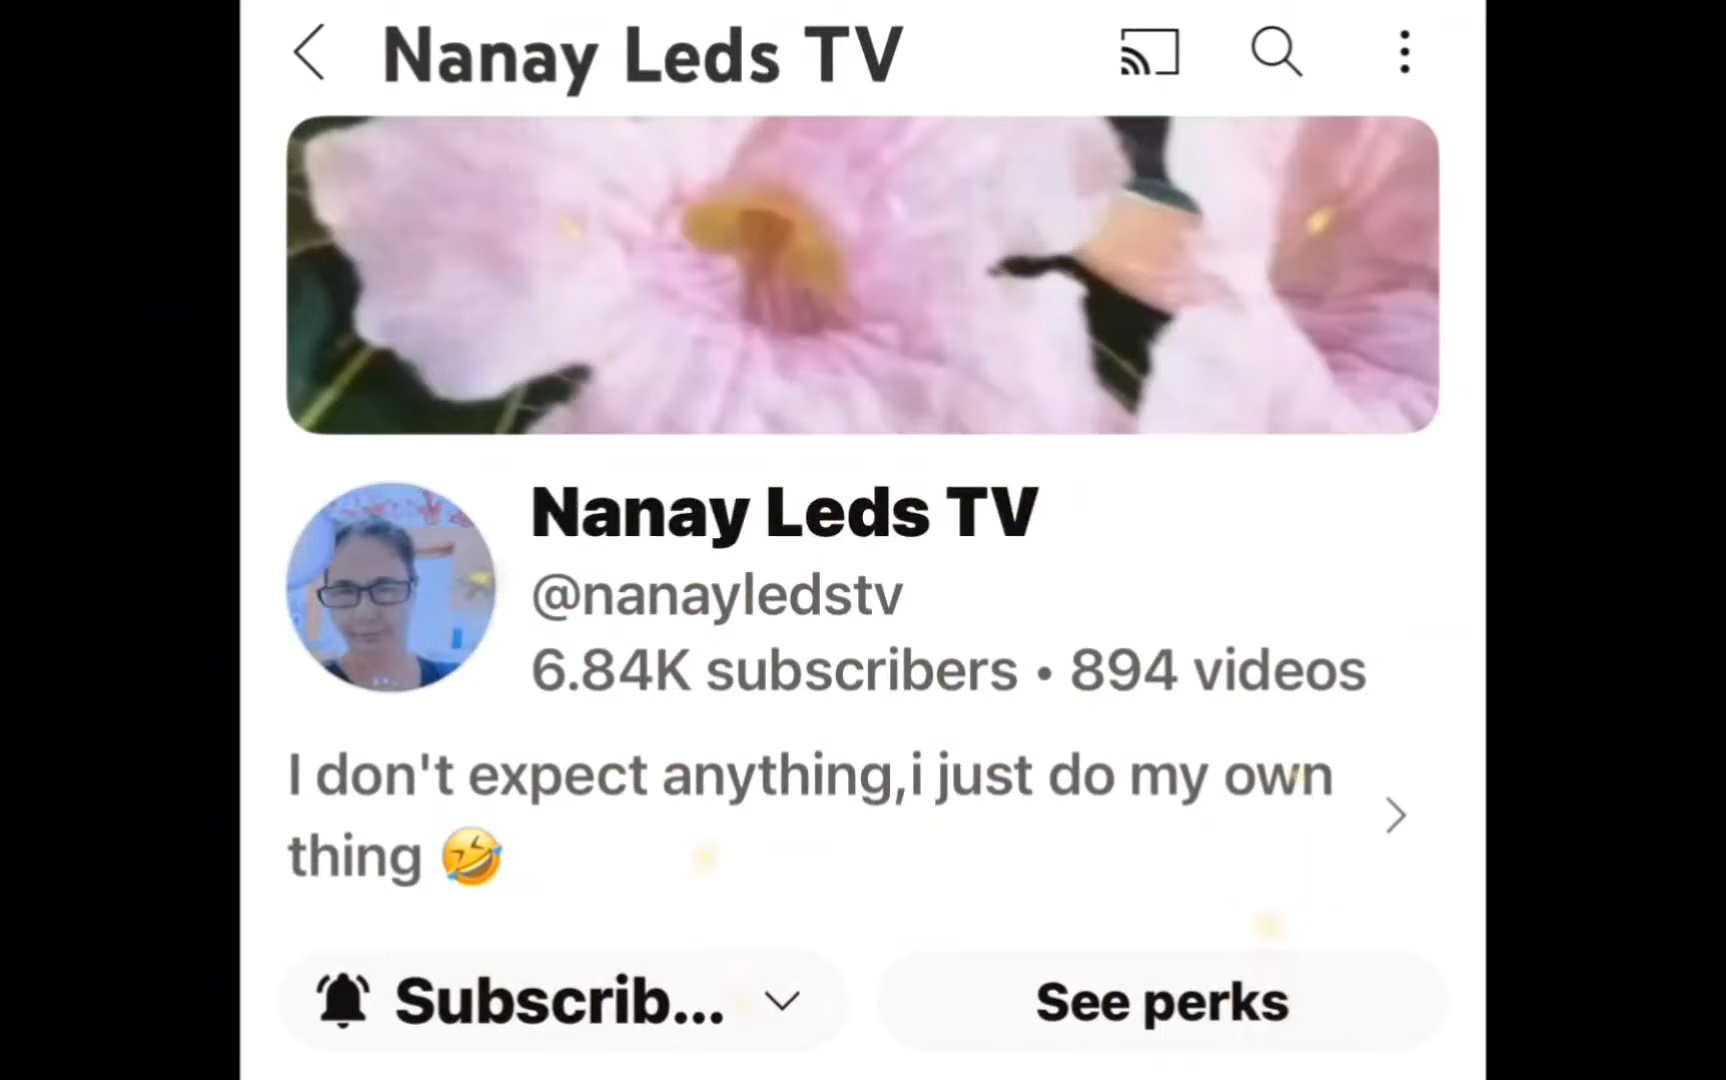 Nanay Leds TV
Nanay Leds TV
@nanayledstv
6.84K subscribers • 894 videos
I don't expect anything,i just do my own
thing 🤣
Subscrib...
See perks